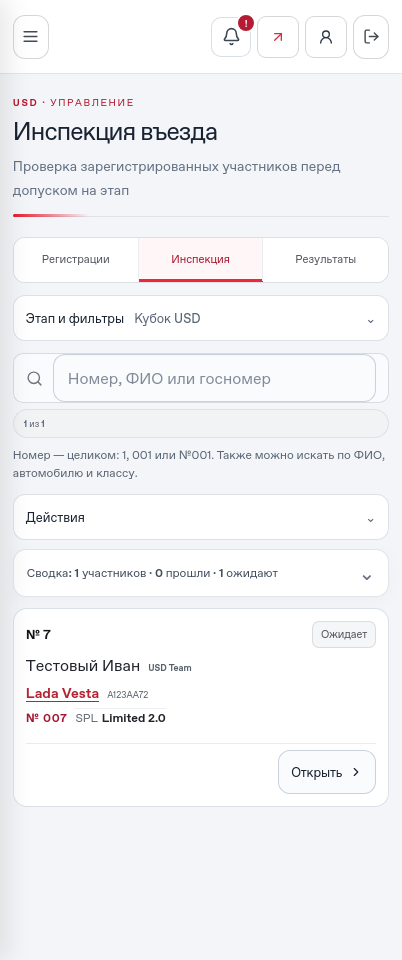 !
USD · УПРАВЛЕНИЕ
Инспекция въезда
Проверка зарегистрированных участников перед
допуском на этап
Регистрации Инспекция Результаты
Этап и фильтры Кубок USD
Номер, ФИО или госномер
1 из 1
Номер — целиком: 1, 001 или №001. Также можно искать по ФИО,
автомобилю и классу.
Действия
Сводка: 1 участников · 0 прошли · 1 ожидают
№ 7 Ожидает
Тестовый Иван USD Team
Lada Vesta A123AA72
№ 007 SPL Limited 2.0
Открыть